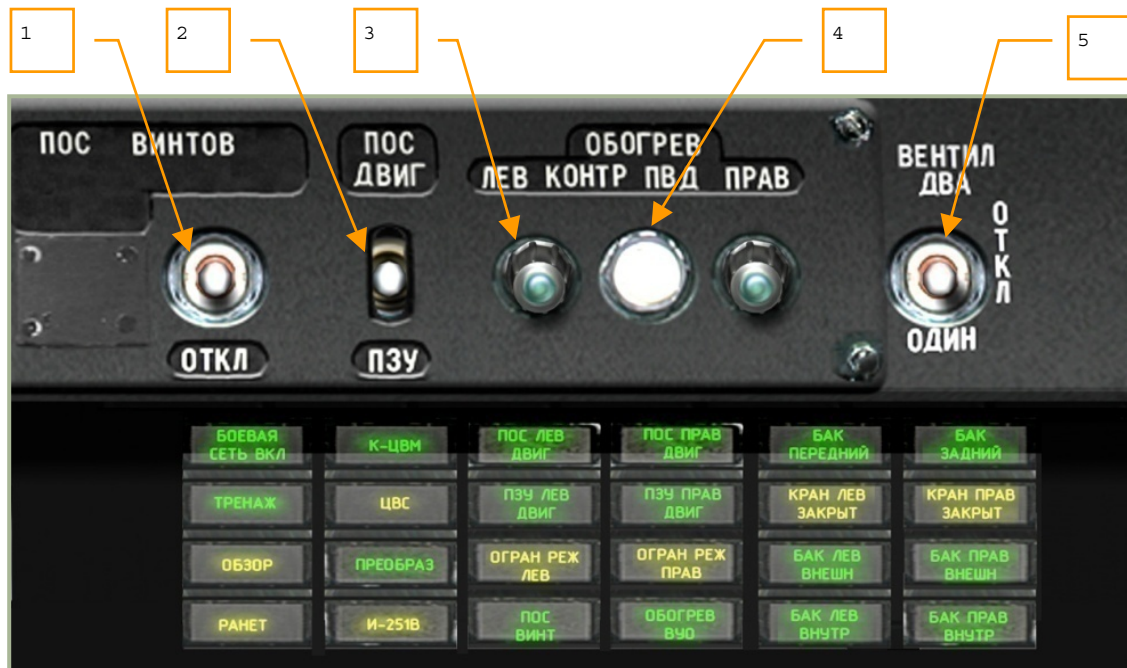 1
2
3
4
5
ПОС ВИНТОВ
ОТКЛ
ПОС
ДВИГ
ПЗУ
ОБОГРЕВ
ЛЕВ КОНТР ПВД ПРАВ
ВЕНТИЛ
ДВА
ОТКЛ
ОДИН
БОЕВАЯ
СЕТЬ ВКЛ
К-ЦВМ
ПОС ЛЕВ
ДВИГ
ПОС ПРАВ
ДВИГ
БАК
ПЕРЕДНИЙ
БАК
ЗАДНИЙ
ТРЕНАЖ
ЦВС
ПЗУ ЛЕВ
ДВИГ
ПЗУ ПРАВ
ДВИГ
КРАН ЛЕВ
ЗАКРЫТ
КРАН ПРАВ
ЗАКРЫТ
ОБЗОР
ПРЕОБРАЗ
ОГРАН РЕЖ
ЛЕВ
ОГРАН РЕЖ
ПРАВ
БАК ЛЕВ
ВНЕШН
БАК ПРАВ
ВНЕШН
РАНЕТ
И-251В
ПОС
ВИНТ
ОБОГРЕВ
ВУО
БАК ЛЕВ
ВНУТР
БАК ПРАВ
ВНУТР